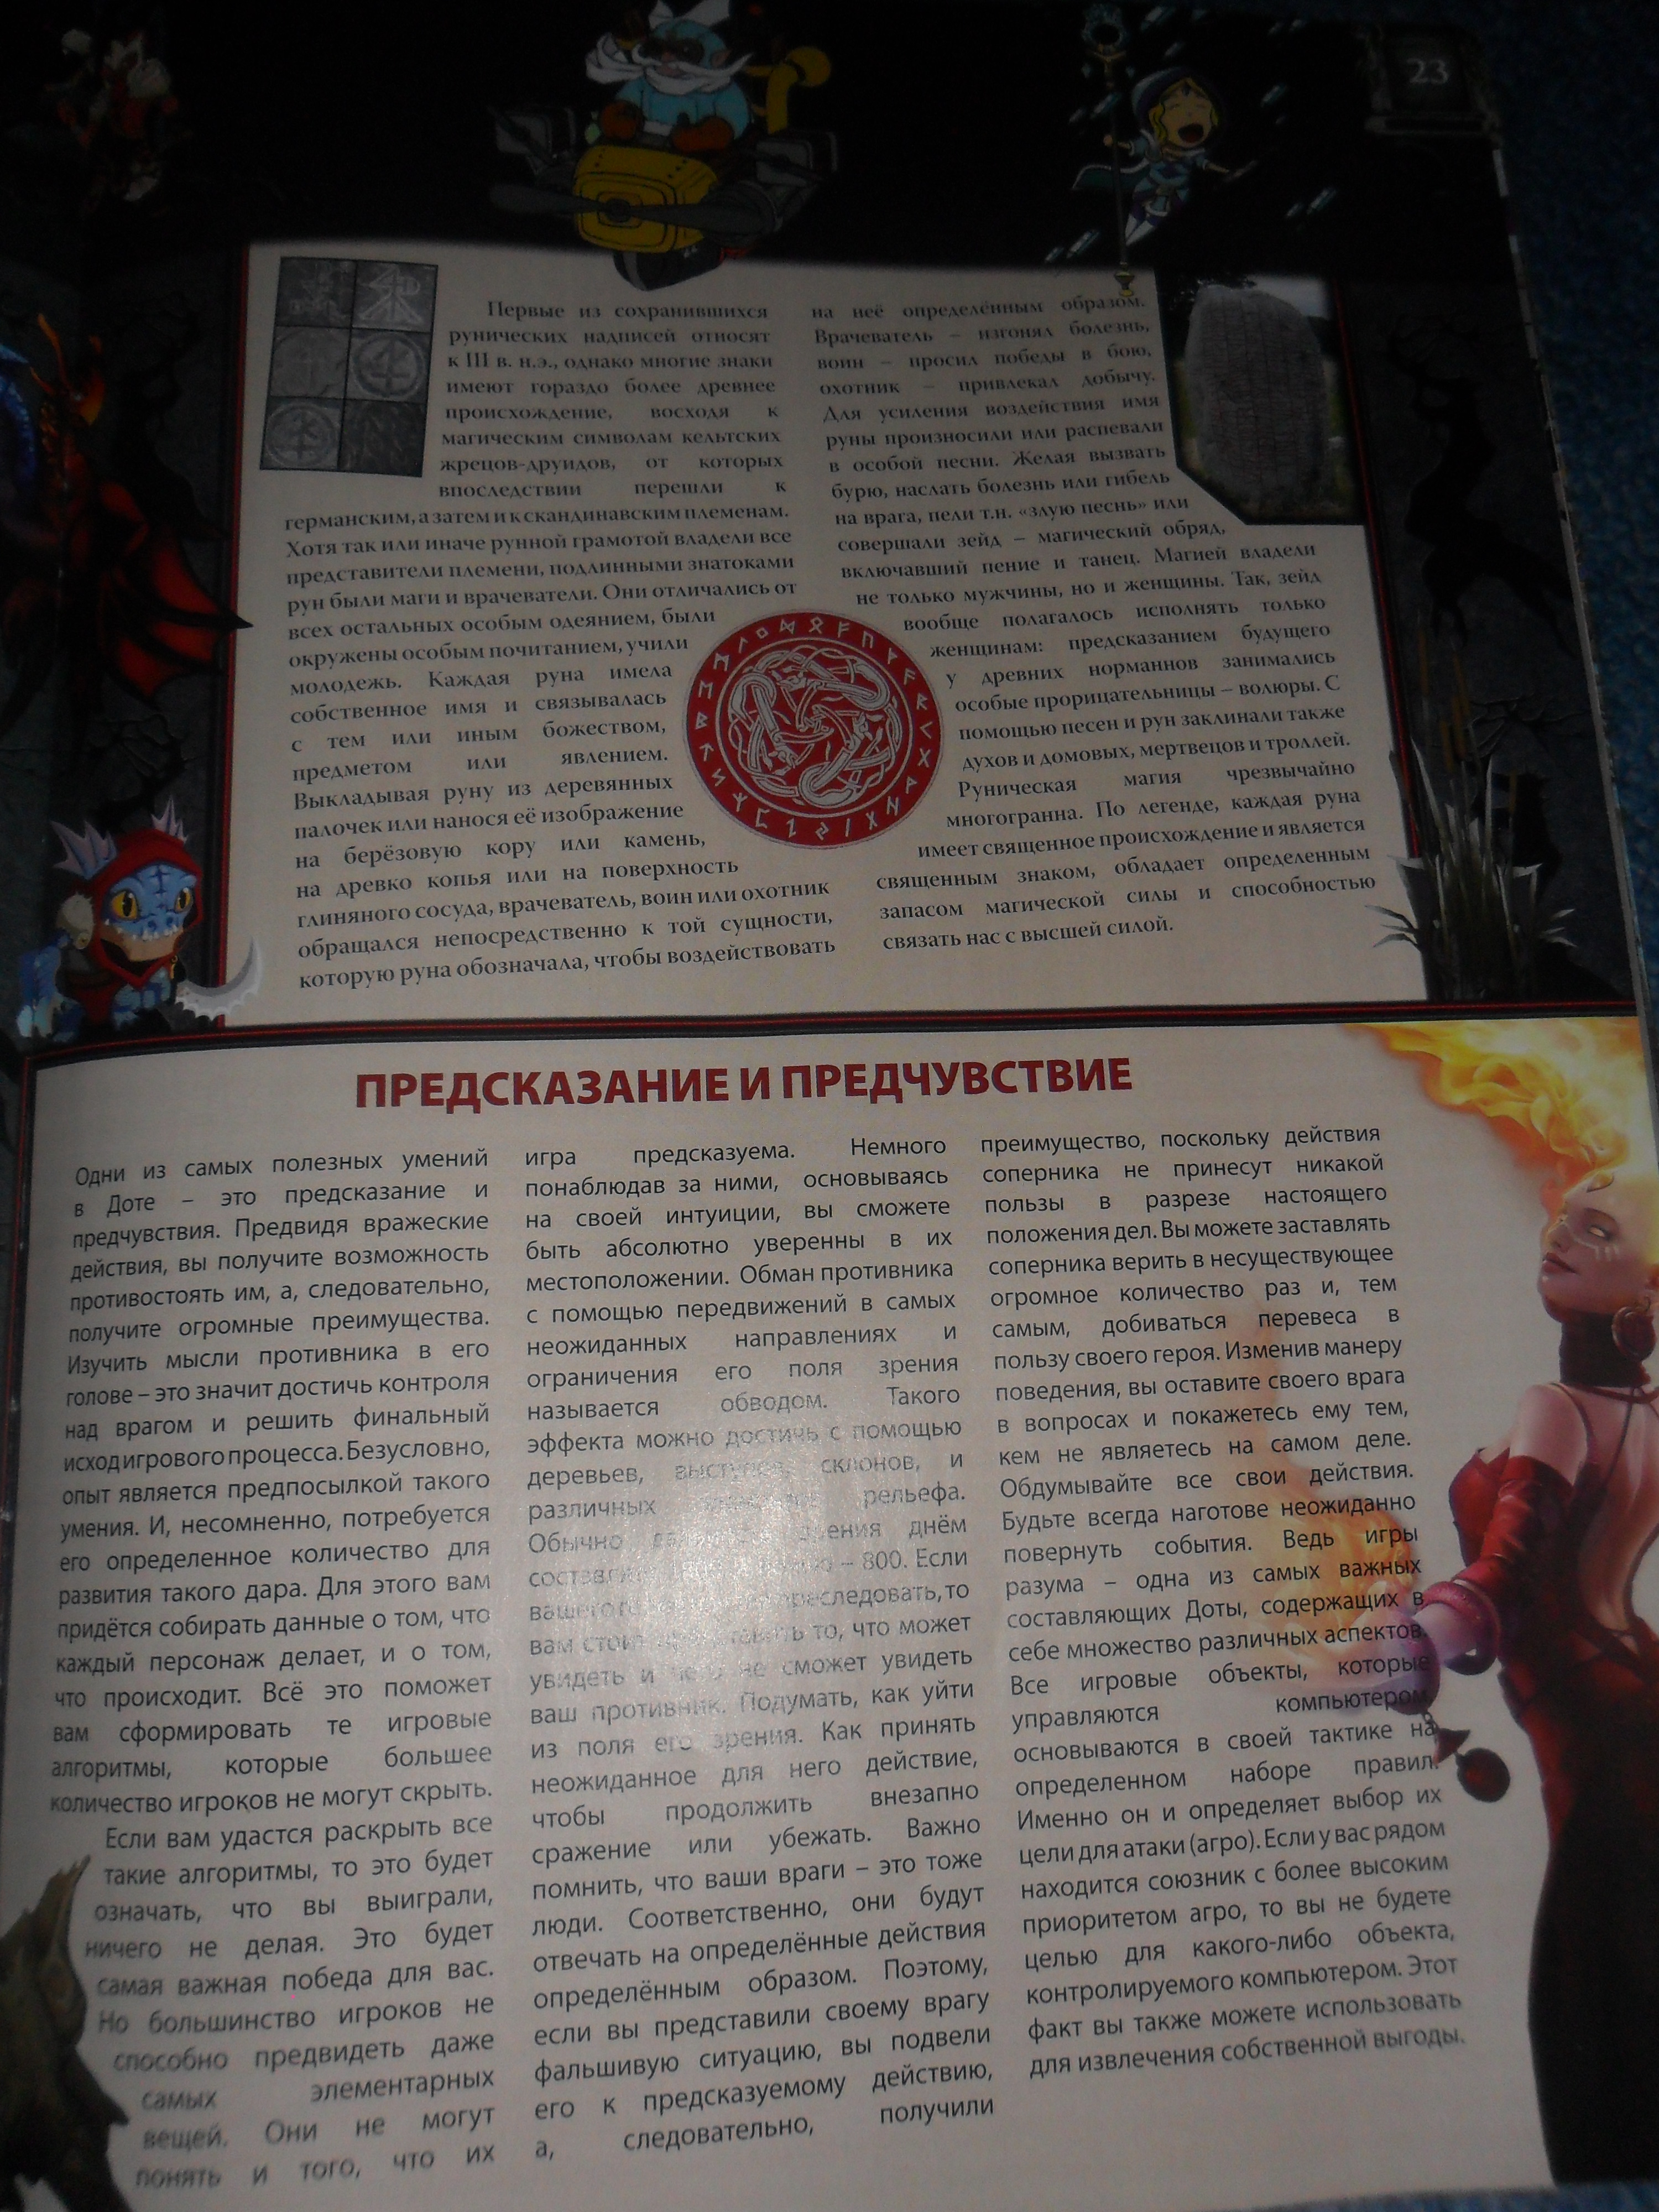 23
Первые из сохранившихся
рунических надписей относят
к III в. н.э., однако многие знаки
имеют гораздо более древнее
происхождение, восходя к
магическим символам кельтских
жрецов-друидов, от которых
впоследствии перешли к
германским, а затем и к скандинавским племенам.
Хотя так или иначе рунной грамотой владели все
представители племени, подлинными знатоками
рун были маги и врачеватели. Они отличались от
всех остальных особым одеянием, были
окружены особым почитанием, учили
молодежь. Каждая руна имела
собственное имя и связывалась
с тем или иным божеством,
предметом или явлением.
Выкладывая руну из деревянных
палочек или нанося её изображение
на берёзовую кору или камень,
на древко копья или на поверхность
глиняного сосуда, врачеватель, воин или охотник
обращался непосредственно к той сущности,
которую руна обозначала, чтобы воздействовать
на неё определённым образом.
Врачеватель – изгонял болезнь,
воин – просил победы в бою,
охотник – привлекал добычу.
Для усиления воздействия имя
руны произносили или распевали
в особой песни. Желая вызвать
бурю, наслать болезнь или гибель
на врага, пели т.н. «злую песнь» или
совершали зейд – магический обряд,
включавший пение и танец. Магией владели
не только мужчины, но и женщины. Так, зейд
вообще полагалось исполнять только
женщинам: предсказанием будущего
у древних норманнов занимались
особые прорицательницы – волюры. С
помощью песен и рун заклинали также
духов и домовых, мертвецов и троллей.
Руническая магия чрезвычайно
многогранна. По легенде, каждая руна
имеет священное происхождение и является
священным знаком, обладает определенным
запасом магической силы и способностью
связать нас с высшей силой.
ПРЕДСКАЗАНИЕ И ПРЕДЧУВСТВИЕ
Одни из самых полезных умений
в Доте – это предсказание и
предчувствия. Предвидя вражеские
действия, вы получите возможность
противостоять им, а, следовательно,
получите огромные преимущества.
Изучить мысли противника в его
голове – это значит достичь контроля
над врагом и решить финальный
исход игрового процесса. Безусловно,
опыт является предпосылкой такого
умения. И, несомненно, потребуется
его определенное количество для
развития такого дара. Для этого вам
придётся собирать данные о том, что
каждый персонаж делает, и о том,
что происходит. Всё это поможет
вам сформировать те игровые
алгоритмы, которые большее
количество игроков не могут скрыть.
Если вам удастся раскрыть все
такие алгоритмы, то это будет
означать, что вы выиграли,
ничего не делая. Это будет
самая важная победа для вас.
Но большинство игроков не
способно предвидеть даже
самых элементарных
вещей. Они не могут
понять и того, что их
игра предсказуема. Немного
понаблюдав за ними, основываясь
на своей интуиции, вы сможете
быть абсолютно уверенны в их
местоположении. Обман противника
с помощью передвижений в самых
неожиданных направлениях и
ограничения его поля зрения
называется обводом. Такого
эффекта можно достичь с помощью
деревьев, выступов, склонов, и
различных рельефа.
Обычно днём
– 800. Если
преследовать, то
вам то, что может
увидеть и не сможет увидеть
ваш противник. Подумать, как уйти
из поля его зрения. Как принять
неожиданное для него действие,
чтобы продолжить внезапно
сражение или убежать. Важно
помнить, что ваши враги – это тоже
люди. Соответственно, они будут
отвечать на определённые действия
определённым образом. Поэтому,
если вы представили своему врагу
фальшивую ситуацию, вы подвели
его к предсказуемому действию,
а, следовательно, получили
преимущество, поскольку действия
соперника не принесут никакой
пользы в разрезе настоящего
положения дел. Вы можете заставлять
соперника верить в несуществующее
огромное количество раз и, тем
самым, добиваться перевеса в
пользу своего героя. Изменив манеру
поведения, вы оставите своего врага
в вопросах и покажетесь ему тем,
кем не являетесь на самом деле.
Обдумывайте все свои действия.
Будьте всегда наготове неожиданно
повернуть события. Ведь игры
разума – одна из самых важных
составляющих Доты, содержащих в
себе множество различных аспектов.
Все игровые объекты, которые
управляются компьютером,
основываются в своей тактике на
определенном наборе правил.
Именно он и определяет выбор их
цели для атаки (агро). Если у вас рядом
находится союзник с более высоким
приоритетом агро, то вы не будете
целью для какого-либо объекта,
контролируемого компьютером. Этот
факт вы также можете использовать
для извлечения собственной выгоды.